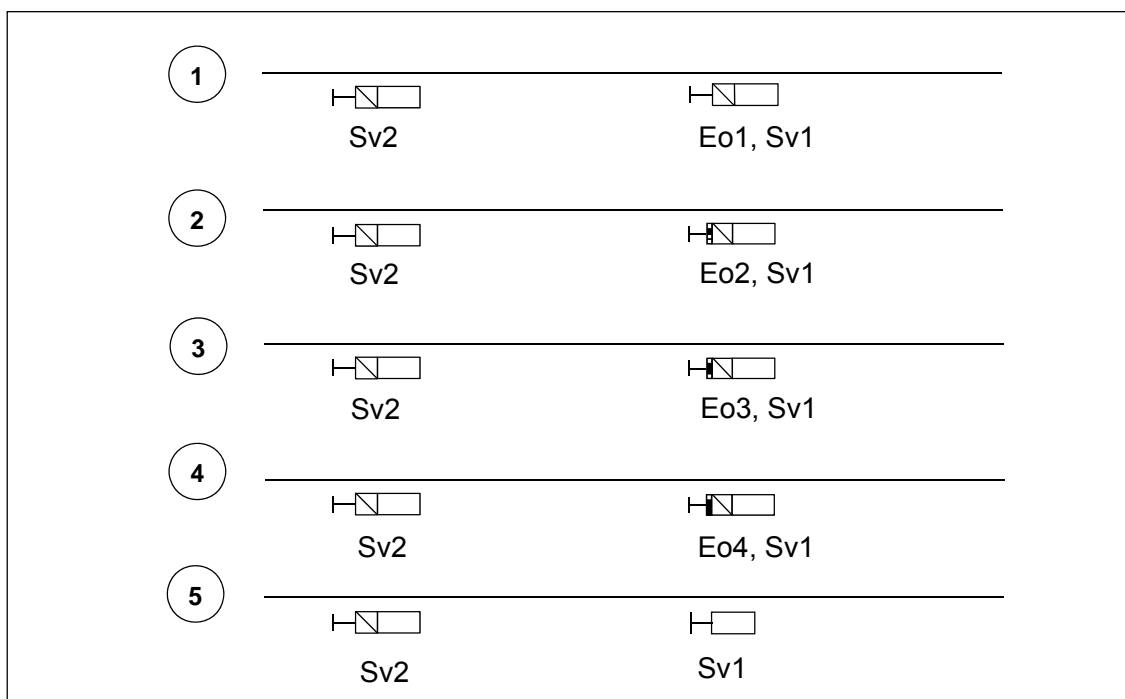 1
Sv2 Eo1, Sv1
2
Sv2 Eo2, Sv1
3
Sv2 Eo3, Sv1
4
Sv2 Eo4, Sv1
5
Sv2 Sv1